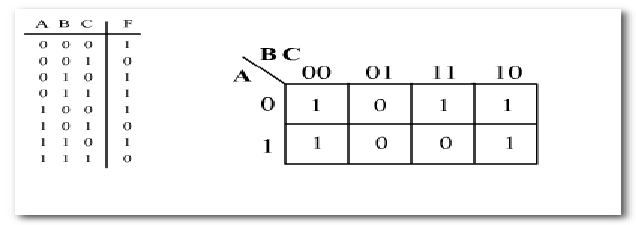 A B C F
0 0 0 1
0 0 1 0
0 1 0 1
0 1 1 1
1 0 0 1
1 0 1 0
1 1 0 1
1 1 1 0
B C
A 00 01 11 10
0 1 0 1 1
1 1 0 0 1